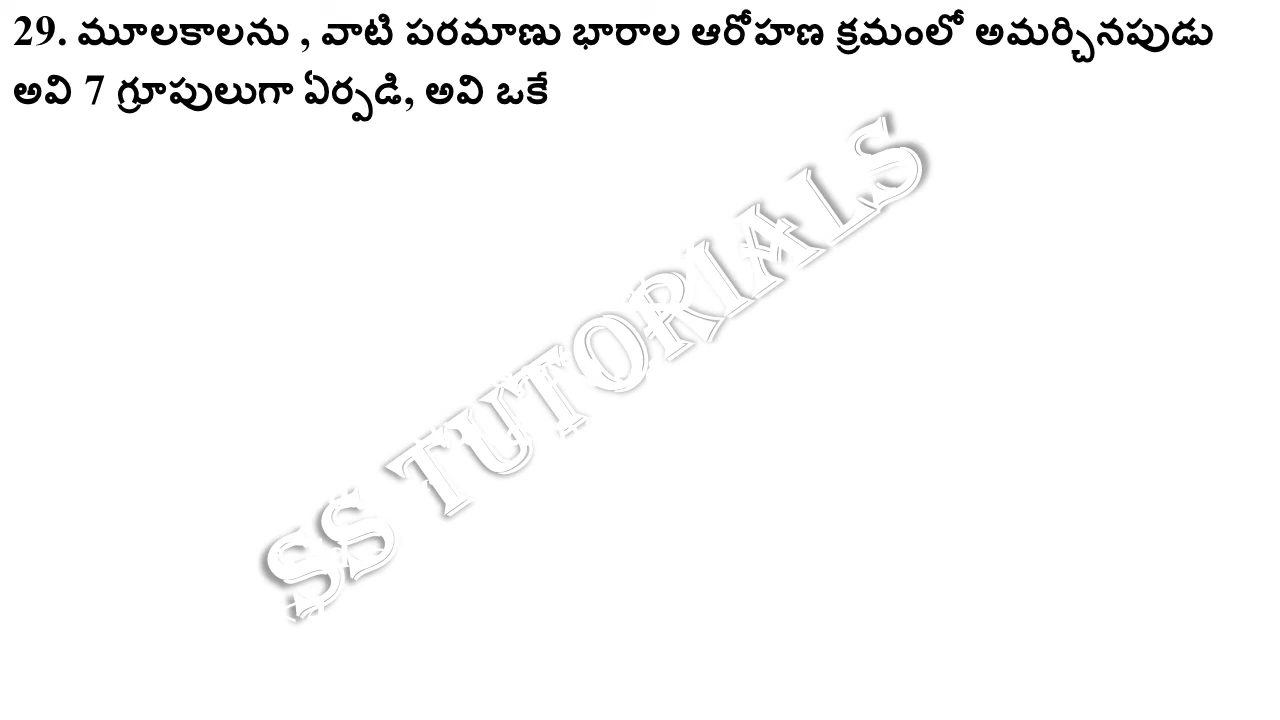 29. మూలకాలను , వాటి పరమాణు భారాల ఆరోహణ క్రమంలో అమర్చినపుడు
అవి 7 గ్రూపులుగా ఏర్పడి, అవి ఒకే
SS TUTORIALS